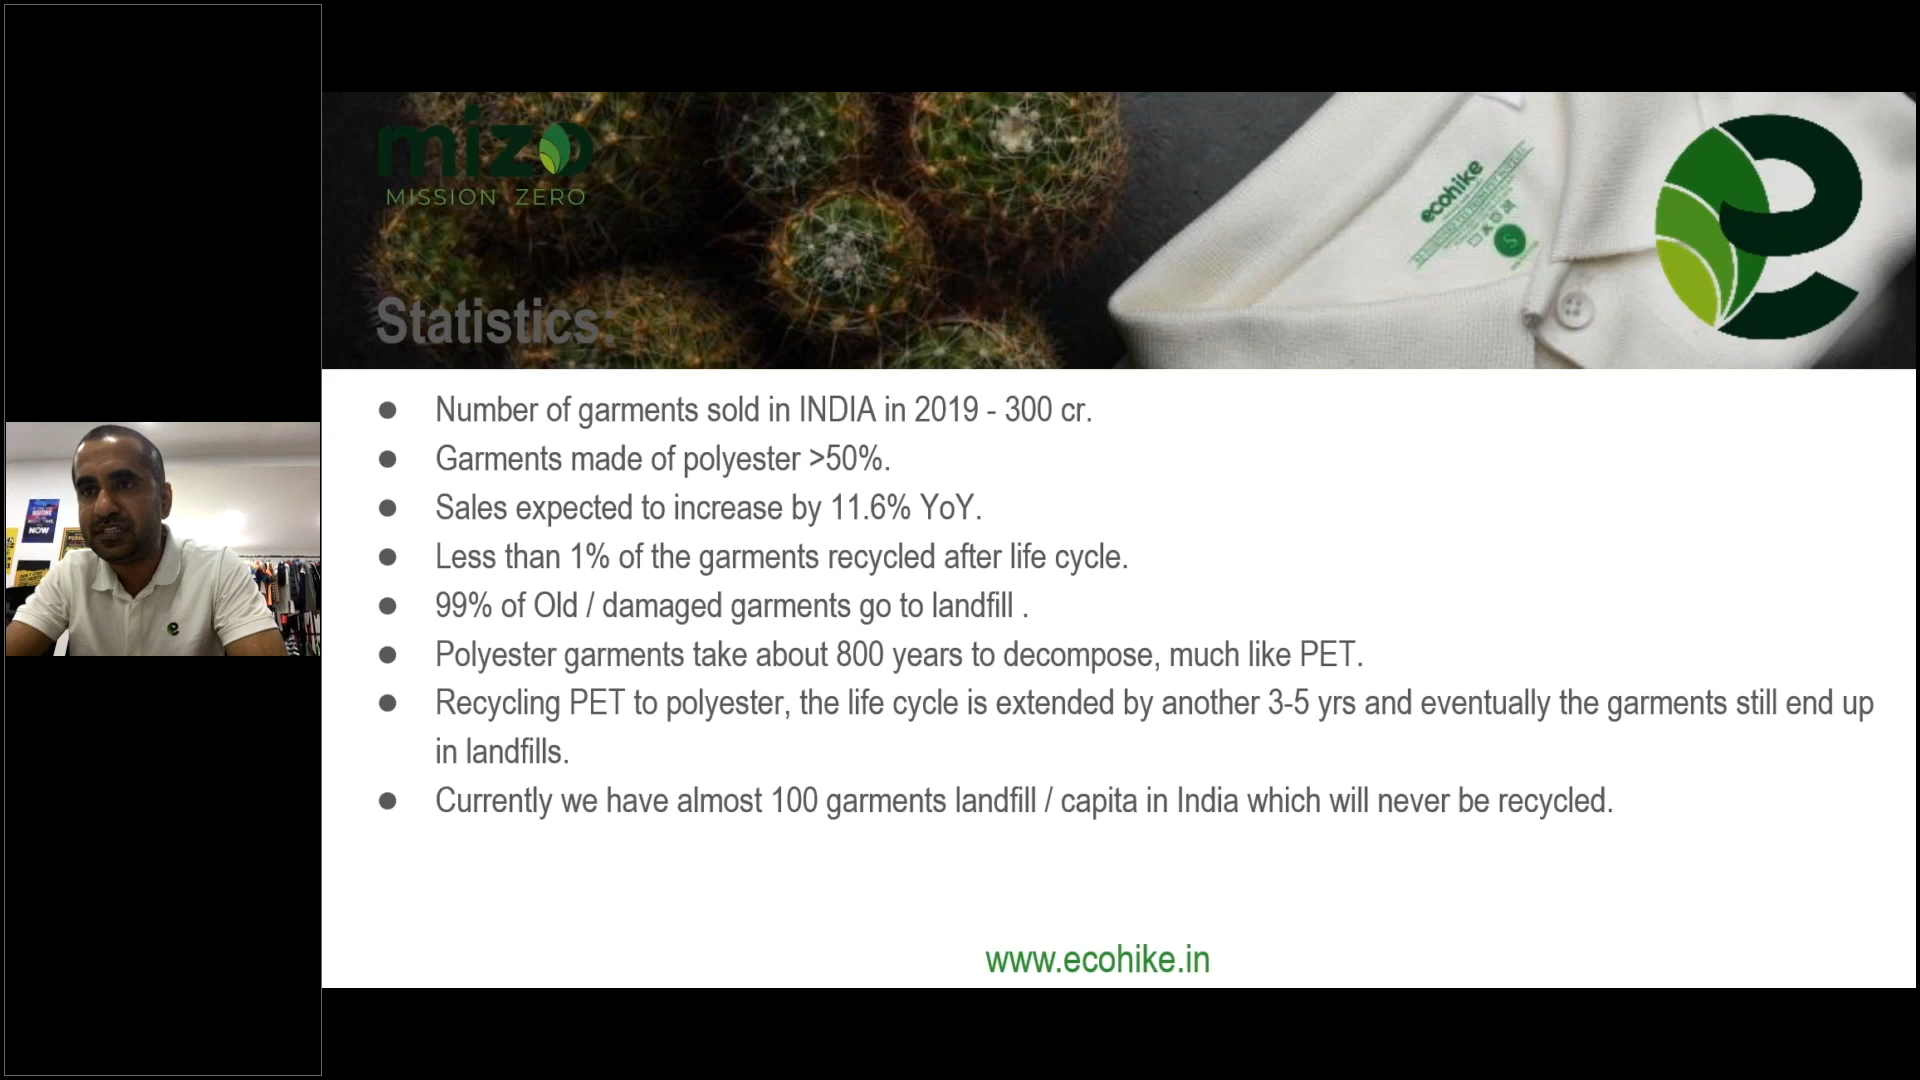 mizo
MISSION ZERO
ecohike
S
Statistics:
NOW
● Number of garments sold in INDIA in 2019 - 300 cr.
● Garments made of polyester >50%.
● Sales expected to increase by 11.6% YoY.
● Less than 1% of the garments recycled after life cycle.
● 99% of Old / damaged garments go to landfill .
● Polyester garments take about 800 years to decompose, much like PET.
● Recycling PET to polyester, the life cycle is extended by another 3-5 yrs and eventually the garments still end up
in landfills.
● Currently we have almost 100 garments landfill / capita in India which will never be recycled.
www.ecohike.in